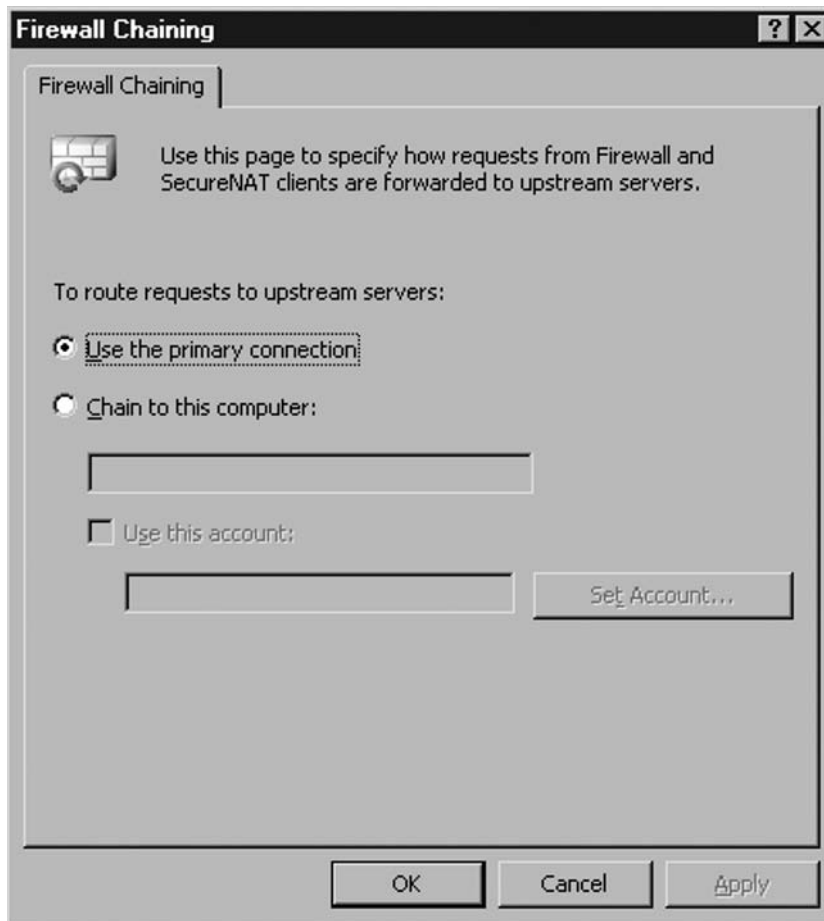 Firewall Chaining
Firewall Chaining
Use this page to specify how requests from Firewall and
SecureNAT clients are forwarded to upstream servers.
To route requests to upstream servers:
Use the primary connection
Chain to this computer:
Use this account:
Set Account...
OK
Cancel
Apply